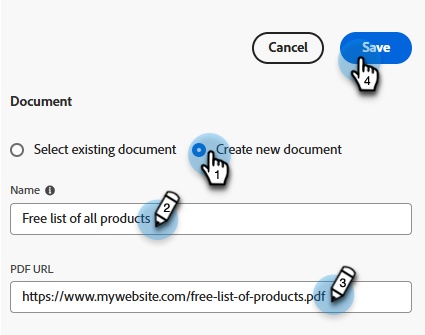 Cancel
Save
4
Document
Select existing document
Create new document
1
Name
Free list of all products
2
PDF URL
https://www.mywebsite.com/free-list-of-products.pdf
3